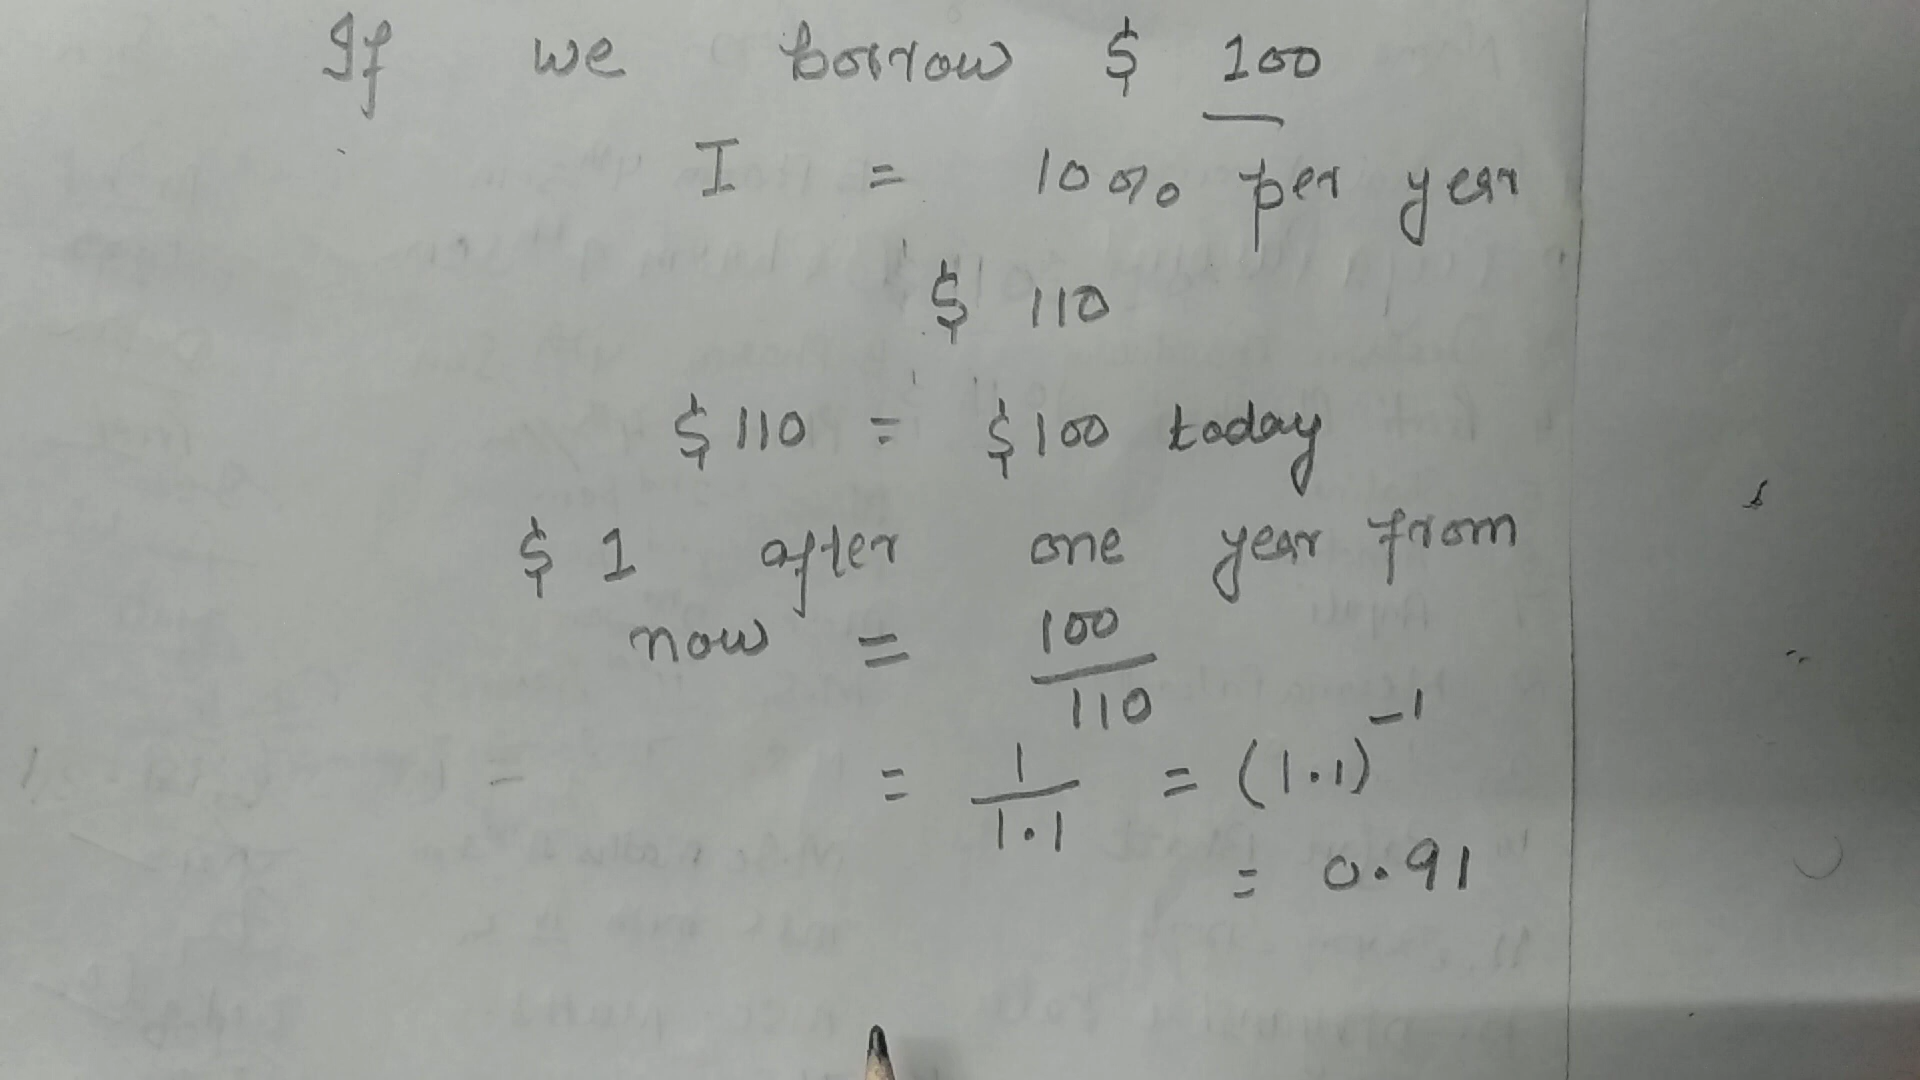 If we borrow $ 100
I = 10% per year
$ 110
$110 = $100 today
$ 1 after one year from
now = 100/110
= 1/1.1 = (1.1)^-1
= 0.91